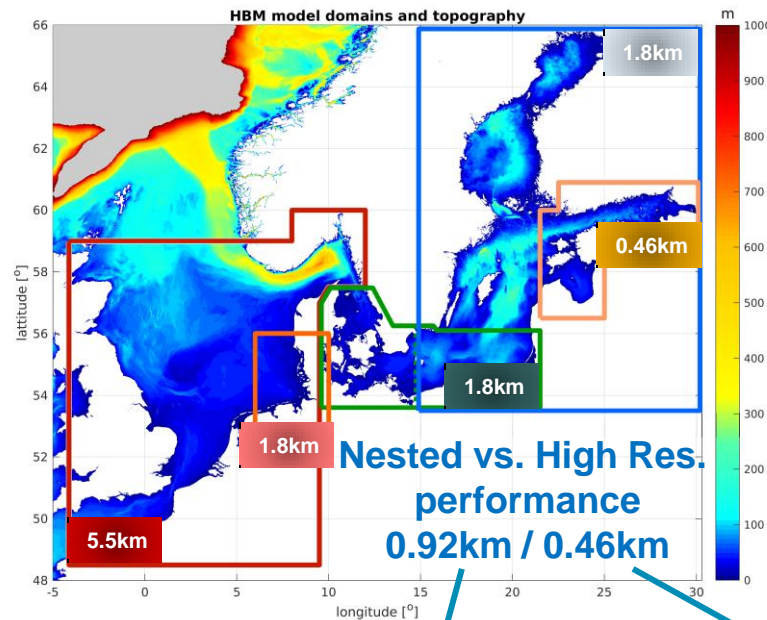 HBM model domains and topography
m
66
64
62
60
58
56
54
52
50
48
lattitude [°]
-5
0
5
10
15
20
25
30
longitude [°]
1000
900
800
700
600
500
400
300
200
100
0
1.8km
0.46km
1.8km
1.8km
5.5km
Nested vs. High Res.
performance
0.92km / 0.46km